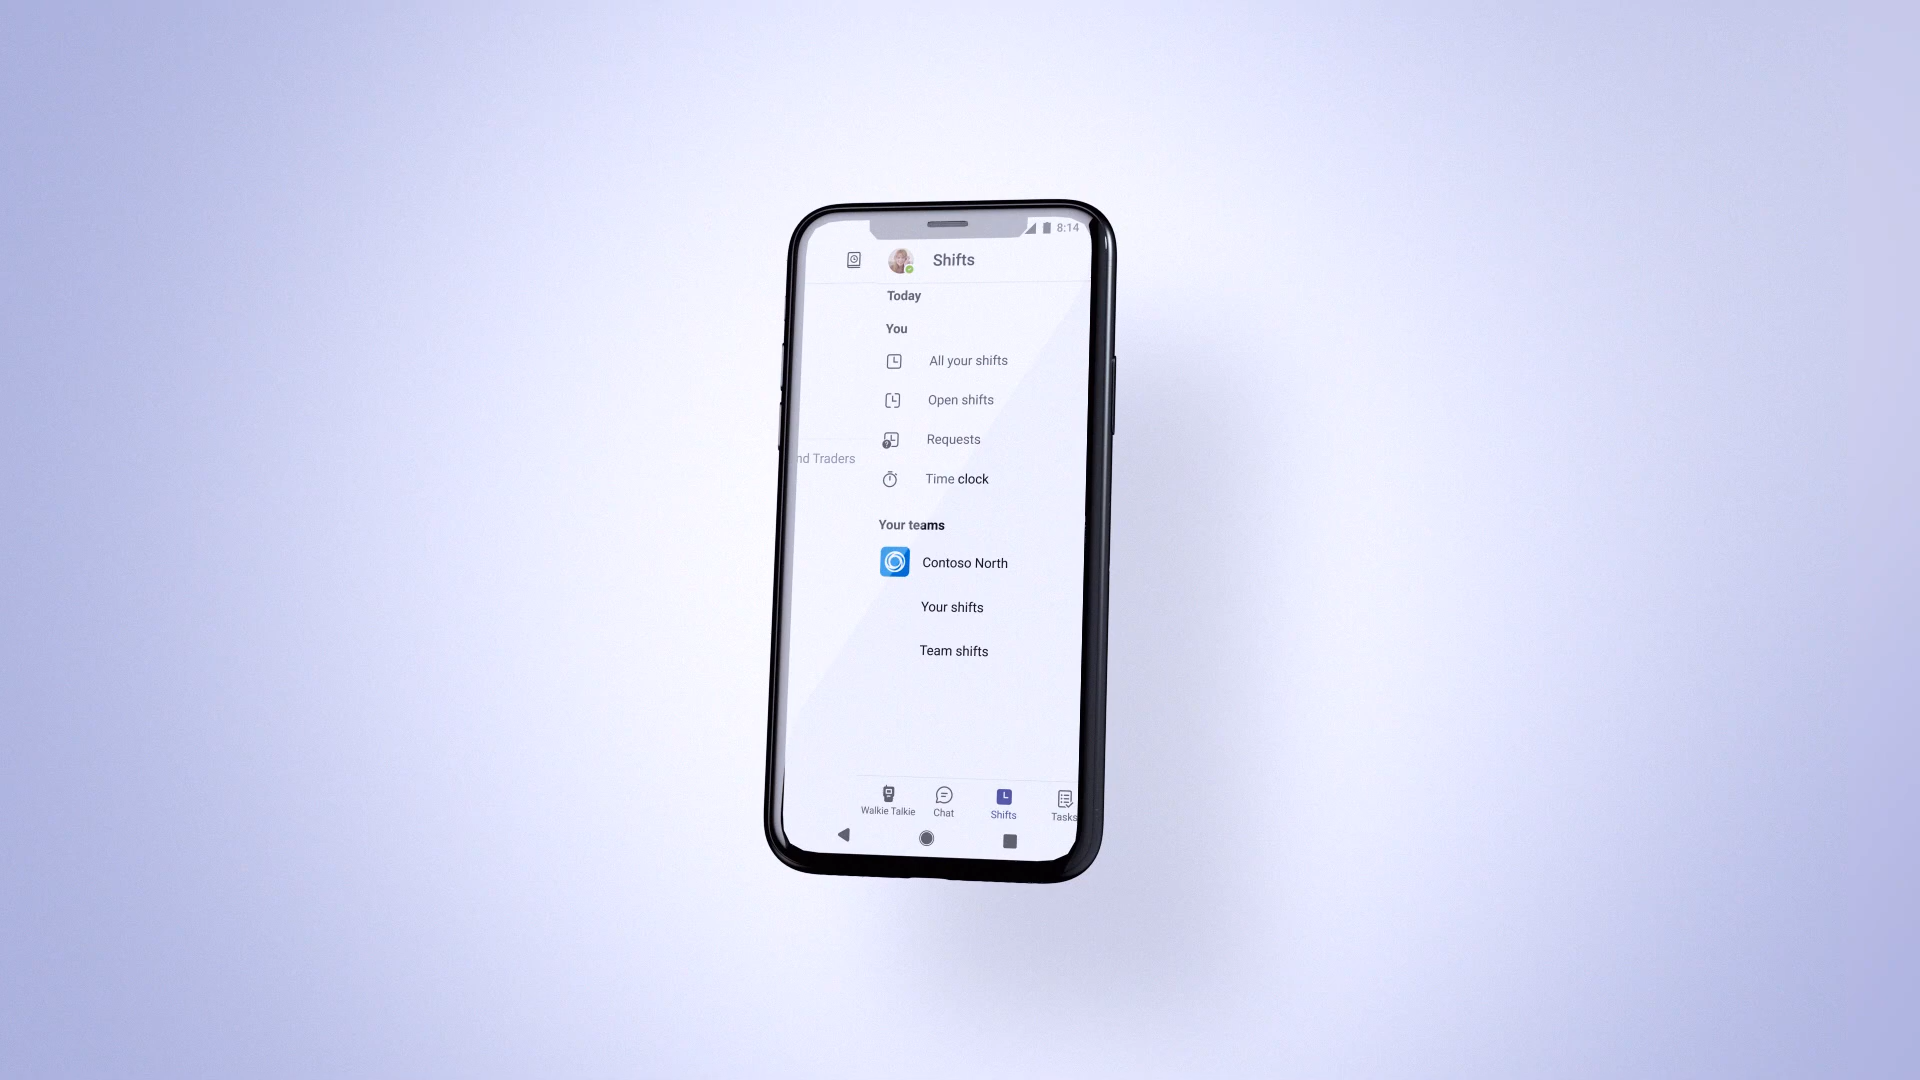 8:14
Shifts
Today
You
All your shifts
Open shifts
Requests
nd Traders
Time clock
Your teams
Contoso North
Your shifts
Team shifts
Walkie Talkie
Chat
Shifts
Tasks